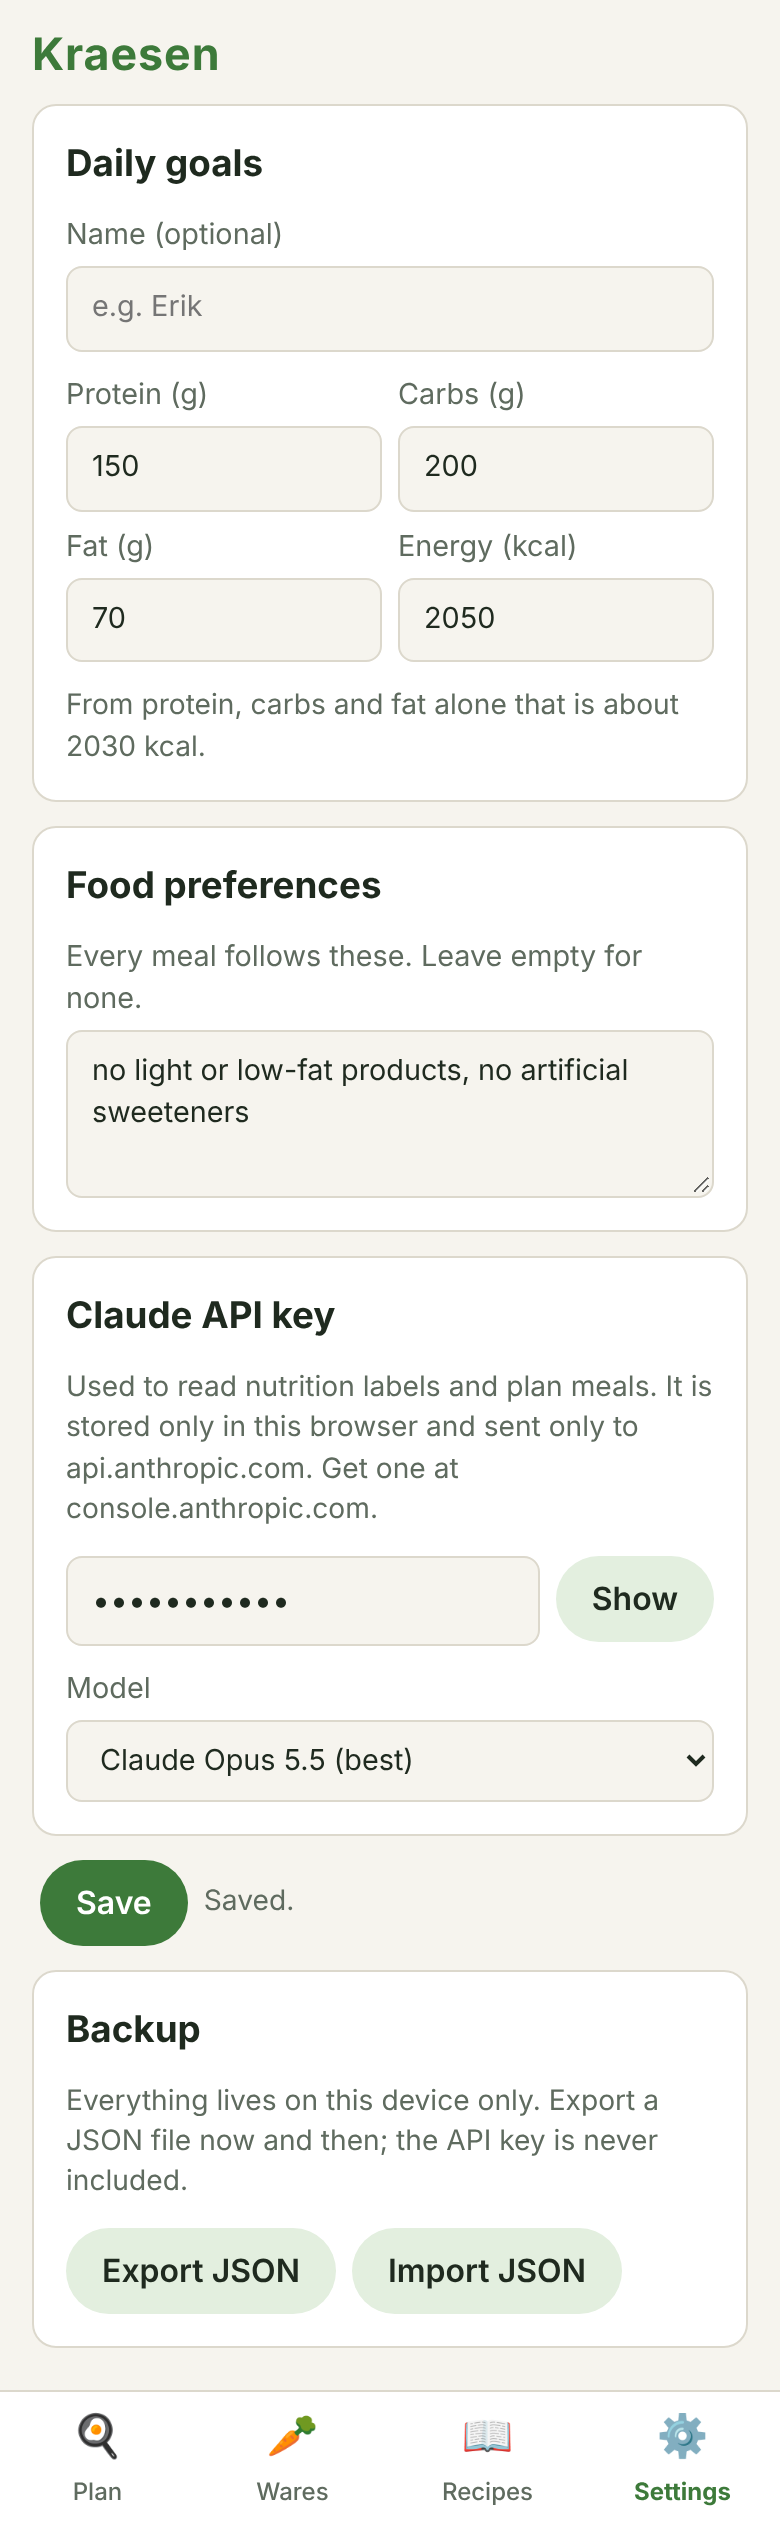 Kraesen
Daily goals
Name (optional)
e.g. Erik
Protein (g)
Carbs (g)
150
200
Fat (g)
Energy (kcal)
70
2050
From protein, carbs and fat alone that is about
2030 kcal.
Food preferences
Every meal follows these. Leave empty for
none.
no light or low-fat products, no artificial
sweeteners
Claude API key
Used to read nutrition labels and plan meals. It is
stored only in this browser and sent only to
api.anthropic.com. Get one at
console.anthropic.com.
•••••••••••
Show
Model
Claude Opus 5.5 (best)
Save
Saved.
Backup
Everything lives on this device only. Export a
JSON file now and then; the API key is never
included.
Export JSON
Import JSON
Plan
Wares
Recipes
Settings